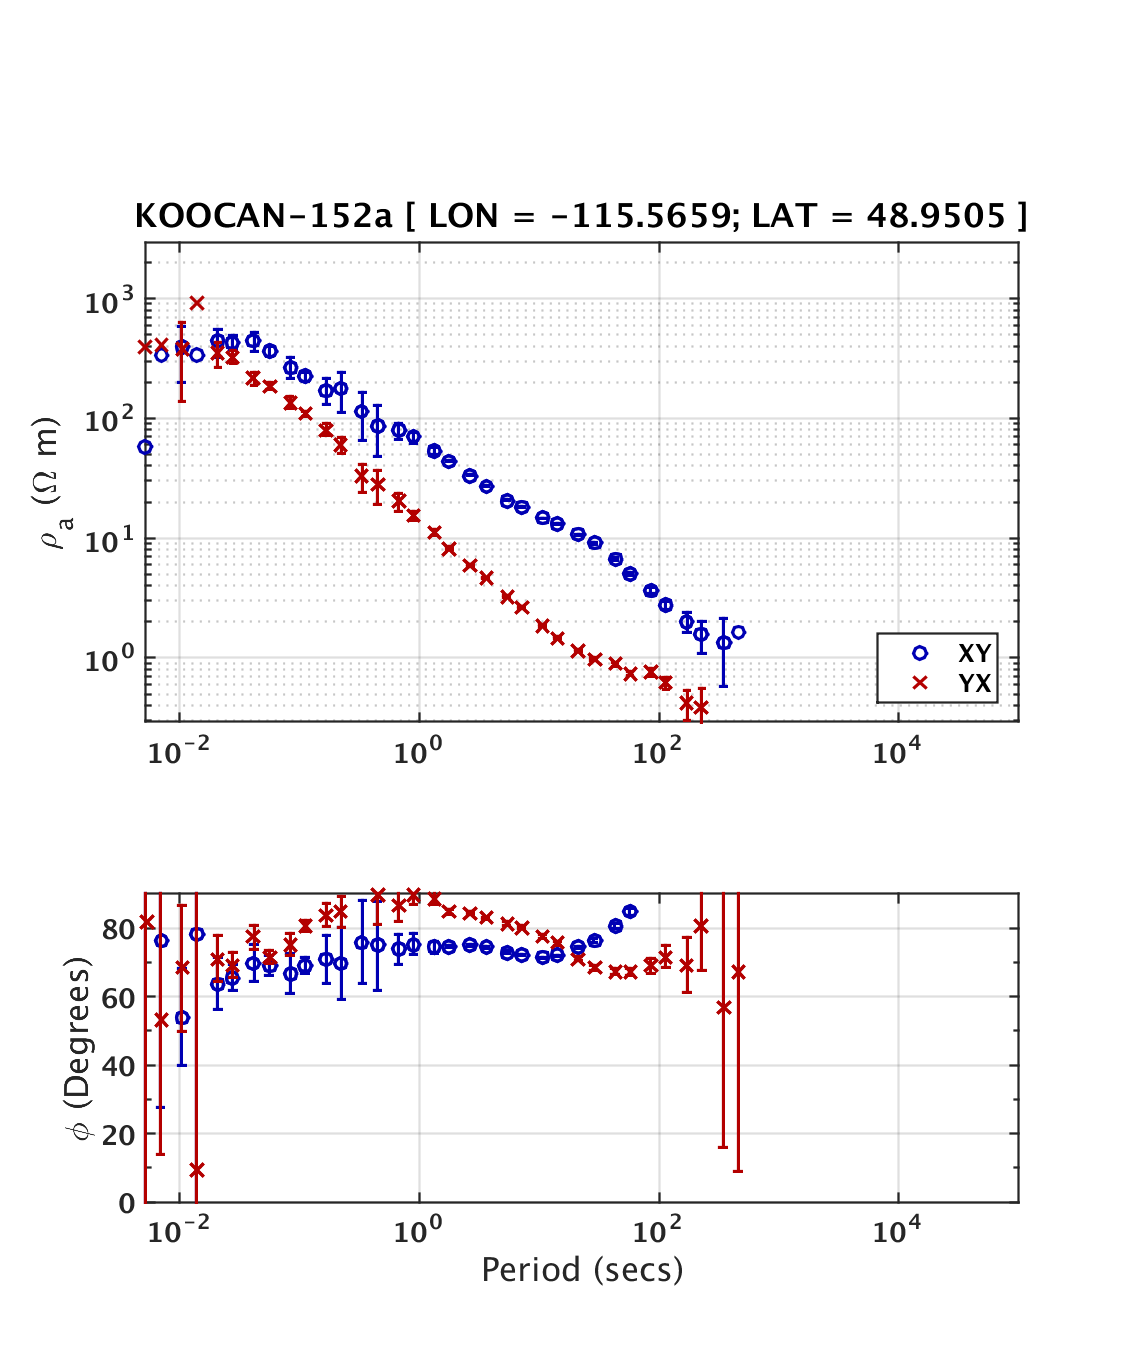 KOOCAN-152a [ LON = -115.5659; LAT = 48.9505 ]
10³
10²
10¹
10⁰
ρₐ (Ω m)
XY
YX
10⁻² 10⁰ 10² 10⁴
80
60
40
20
0
ϕ (Degrees)
10⁻² 10⁰ 10² 10⁴
Period (secs)